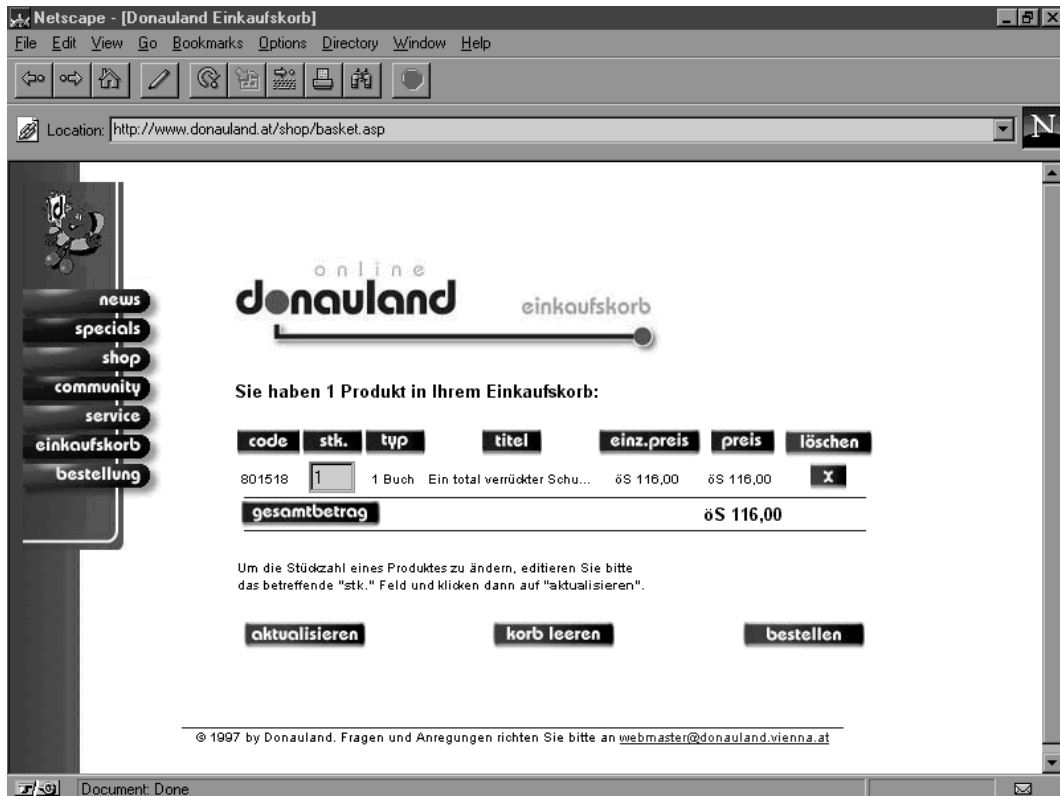 Netscape - [Donauland Einkaufskorb]
File Edit View Go Bookmarks Options Directory Window Help
Location: http://www.donauland.at/shop/basket.asp
N
online
donauland einkaufskorb
news
specials
shop
community
service
einkaufskorb
bestellung
Sie haben 1 Produkt in Ihrem Einkaufskorb:
code stk. typ titel einz.preis preis löschen
801518 1 1 Buch Ein total verrückter Schu... öS 116,00 öS 116,00 x
gesamtbetrag öS 116,00
Um die Stückzahl eines Produktes zu ändern, editieren Sie bitte
das betreffende "stk." Feld und klicken dann auf "aktualisieren".
aktualisieren korb leeren bestellen
© 1997 by Donauland. Fragen und Anregungen richten Sie bitte an webmaster@donauland.vienna.at
Document: Done